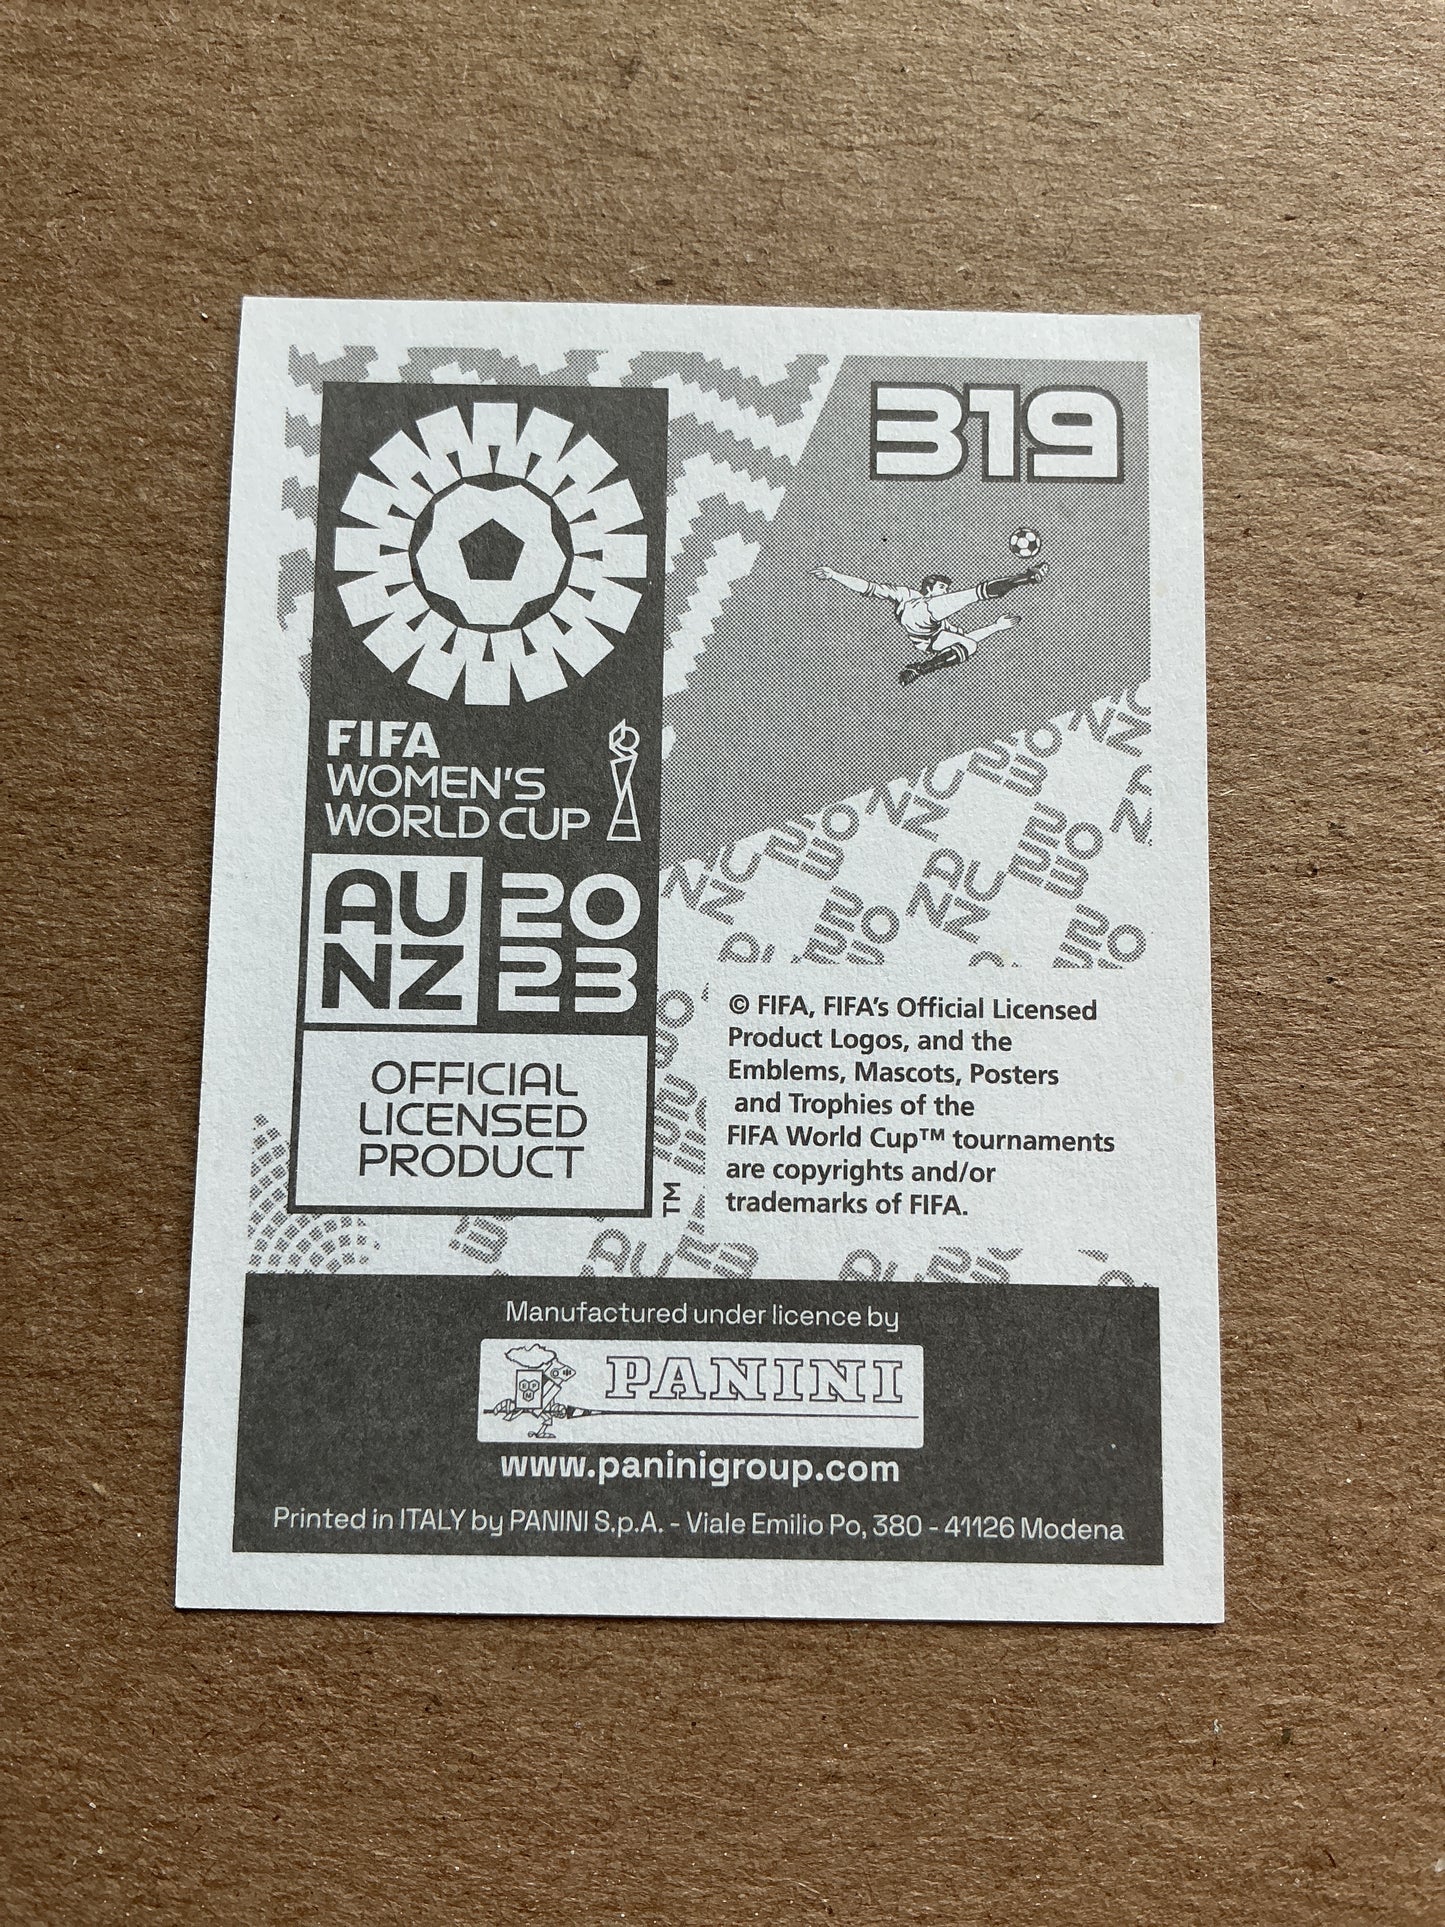 319
FIFA
WOMEN'S
WORLD CUP
AU
NZ
20
23
OFFICIAL
LICENSED
PRODUCT
TM
© FIFA, FIFA's Official Licensed
Product Logos, and the
Emblems, Mascots, Posters
and Trophies of the
FIFA World Cup™ tournaments
are copyrights and/or
trademarks of FIFA.
Manufactured under licence by
PANINI
www.paninigroup.com
Printed in ITALY by PANINI S.p.A. - Viale Emilio Po, 380 - 41126 Modena